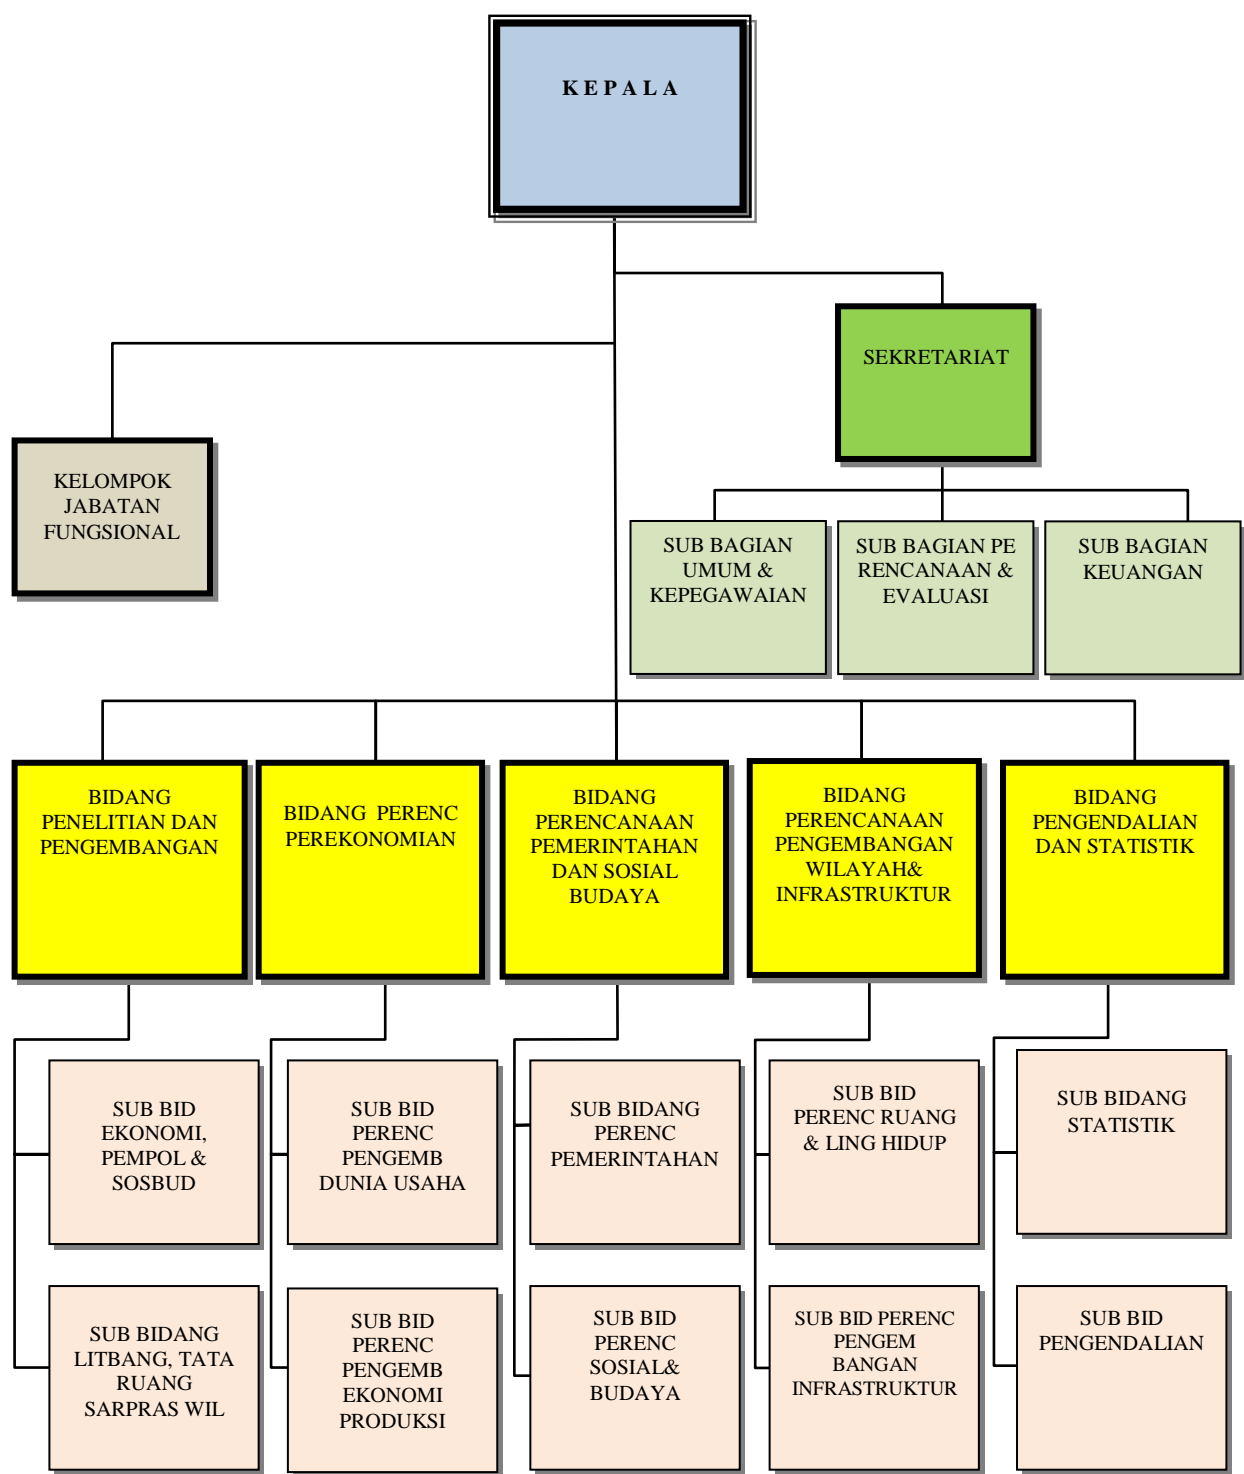 K E P A L A
SEKRETARIAT
KELOMPOK
JABATAN
FUNGSIONAL
SUB BAGIAN
UMUM &
KEPEGAWAIAN
SUB BAGIAN PE
RENCANAAN &
EVALUASI
SUB BAGIAN
KEUANGAN
BIDANG
PENELITIAN DAN
PENGEMBANGAN
BIDANG PERENC
PEREKONOMIAN
BIDANG
PERENCANAAN
PEMERINTAHAN
DAN SOSIAL
BUDAYA
BIDANG
PERENCANAAN
PENGEMBANGAN
WILAYAH&
INFRASTRUKTUR
BIDANG
PENGENDALIAN
DAN STATISTIK
SUB BID
EKONOMI,
PEMPOL &
SOSBUD
SUB BID
PERENC
PENGEMB
DUNIA USAHA
SUB BIDANG
PERENC
PEMERINTAHAN
SUB BID
PERENC RUANG
& LING HIDUP
SUB BIDANG
STATISTIK
SUB BIDANG
LITBANG, TATA
RUANG
SARPRAS WIL
SUB BID
PERENC
PENGEMB
EKONOMI
PRODUKSI
SUB BID
PERENC
SOSIAL&
BUDAYA
SUB BID PERENC
PENGEM
BANGAN
INFRASTRUKTUR
SUB BID
PENGENDALIAN